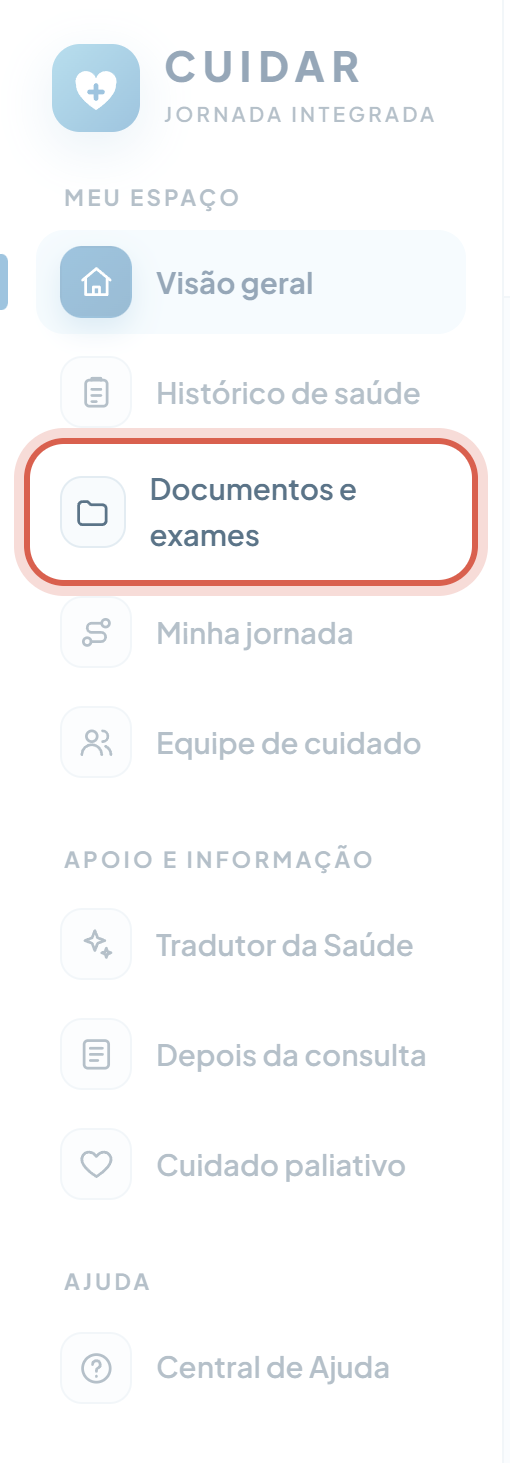 CUIDAR
JORNADA INTEGRADA
MEU ESPAÇO
Visão geral
Histórico de saúde
Documentos e
exames
Minha jornada
Equipe de cuidado
APOIO E INFORMAÇÃO
Tradutor da Saúde
Depois da consulta
Cuidado paliativo
AJUDA
Central de Ajuda